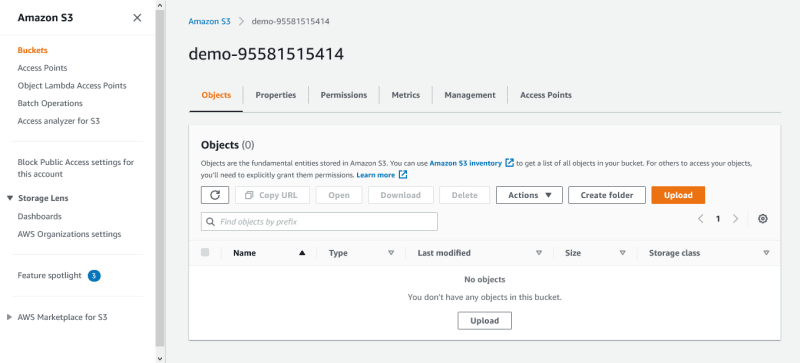 Amazon S3
Buckets
Access Points
Object Lambda Access Points
Batch Operations
Access analyzer for S3
Block Public Access settings for
this account
Storage Lens
Dashboards
AWS Organizations settings
Feature spotlight 3
AWS Marketplace for S3
Amazon S3 > demo-95581515414
demo-95581515414
Objects Properties Permissions Metrics Management Access Points
Objects (0)
Objects are the fundamental entities stored in Amazon S3. You can use Amazon S3 inventory to get a list of all objects in your bucket. For others to access your objects,
you'll need to explicitly grant them permissions. Learn more
Copy URL Open Download Delete Actions Create folder Upload
Find objects by prefix
1
Name Type Last modified Size Storage class
No objects
You don't have any objects in this bucket.
Upload